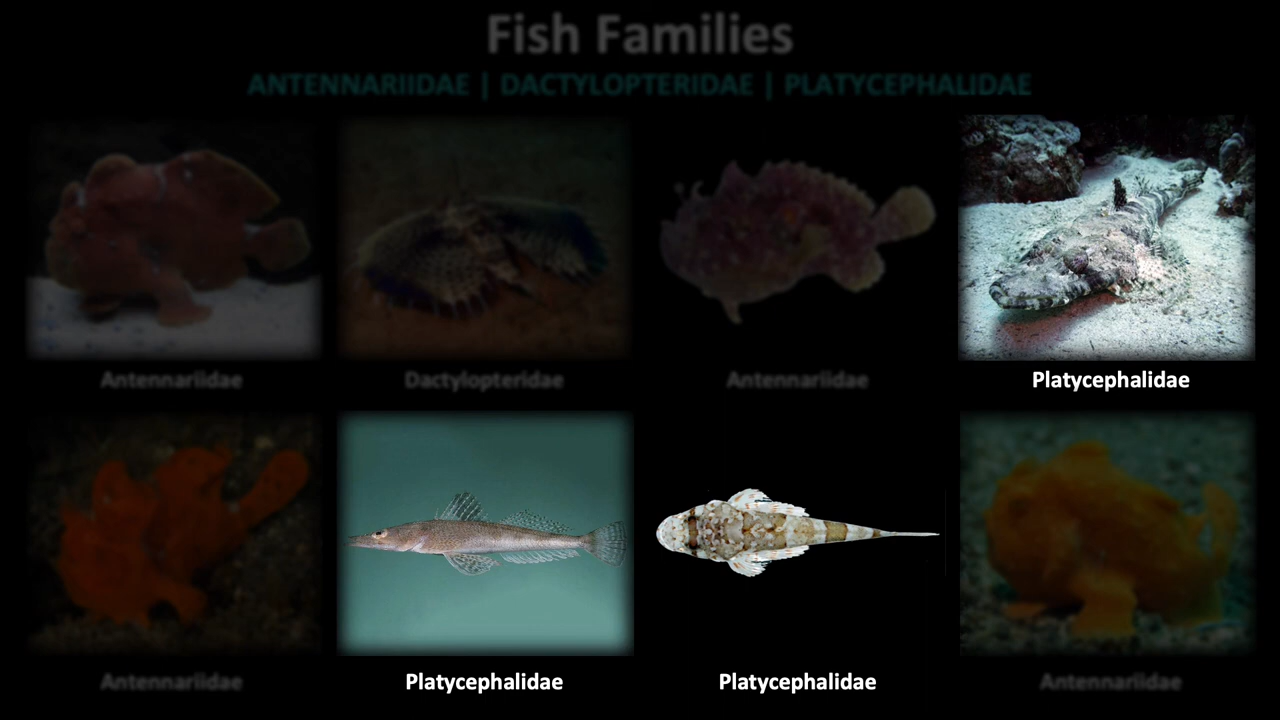 Fish Families
ANTENNARIIDAE | DACTYLOPTERIDAE | PLATYCEPHALIDAE
Antennariidae
Dactylopteridae
Antennariidae
Platycephalidae
Antennariidae
Platycephalidae
Platycephalidae
Antennariidae